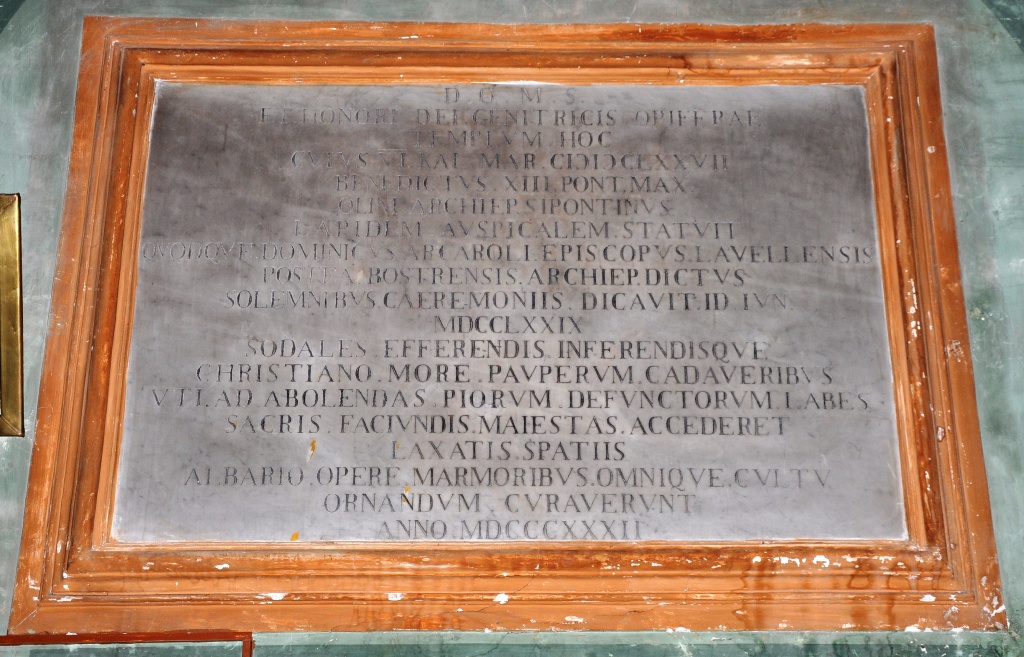 D. O. M. S.
ET HONORI DEI GENITRICIS OPIFERAE
TEMPLVM HOC
CVIVS VI. KAL. MAR. CIↃIↃCCLXXVII
BENEDICTVS. XIII. PONT. MAX
OLIM ARCHIEP. SIPONTINVS
LAPIDEM AVSPICALEM. STATVIT
QVODQVE. DOMINICVS. AB CAROLI. EPISCOPVS. LAVELLENSIS
POSTEA BOSTRENSIS. ARCHIEP. DICTVS
SOLEMNIBVS CAEREMONIIS. DICAVIT. ID. IVN.
MDCCLXXIX
SODALES. EFFERENDIS. INFERENDISQVE
CHRISTIANO. MORE. PAVPERVM. CADAVERIBVS
VTI. AD ABOLENDAS. PIORVM. DEFVNCTORVM. LABES
SACRIS. FACIVNDIS. MAIESTAS. ACCEDERET
LAXATIS. SPATIIS
ALBARIO. OPERE. MARMORIBVS. OMNIQVE. CVLTV
ORNANDVM CVRAVERVNT
ANNO. MDCCCXXXII